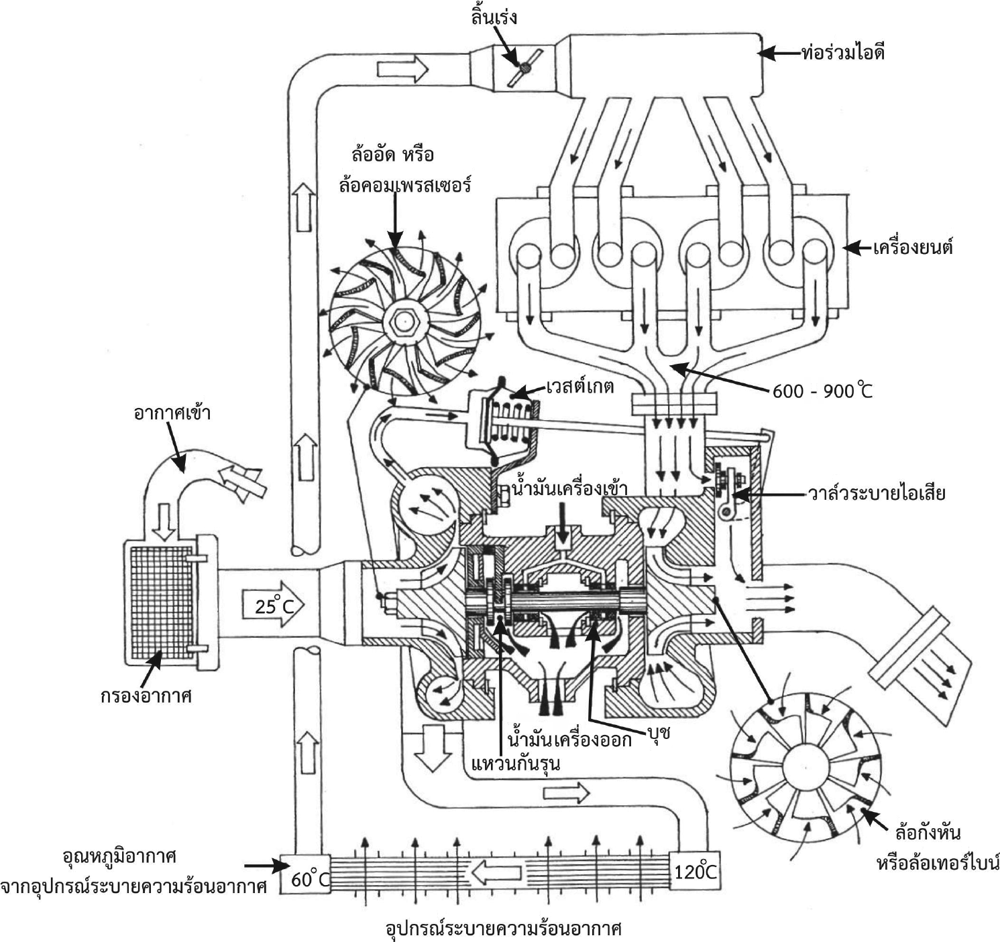 ลิ้นเร่ง
ท่อร่วมไอดี
ล้ออัด หรือ
ล้อคอมเพรสเซอร์
เครื่องยนต์
เวสต์เกต
600 - 900°C
อากาศเข้า
น้ำมันเครื่องเข้า
วาล์วระบายไอเสีย
25°C
กรองอากาศ
น้ำมันเครื่องออก
บุช
แหวนกันรุน
ล้อกังหัน
หรือล้อเทอร์ไบน์
อุณหภูมิอากาศ
จากอุปกรณ์ระบายความร้อนอากาศ
60°C
120°C
อุปกรณ์ระบายความร้อนอากาศ